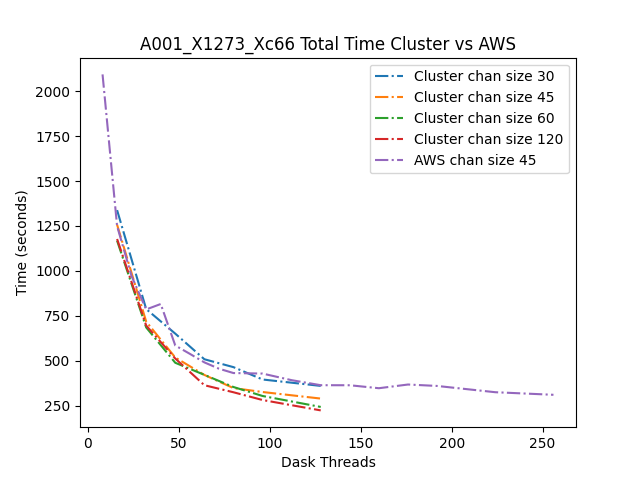 A001_X1273_Xc66 Total Time Cluster vs AWS
Cluster chan size 30
Cluster chan size 45
Cluster chan size 60
Cluster chan size 120
AWS chan size 45
Time (seconds)
2000
1750
1500
1250
1000
750
500
250
0 50 100 150 200 250
Dask Threads